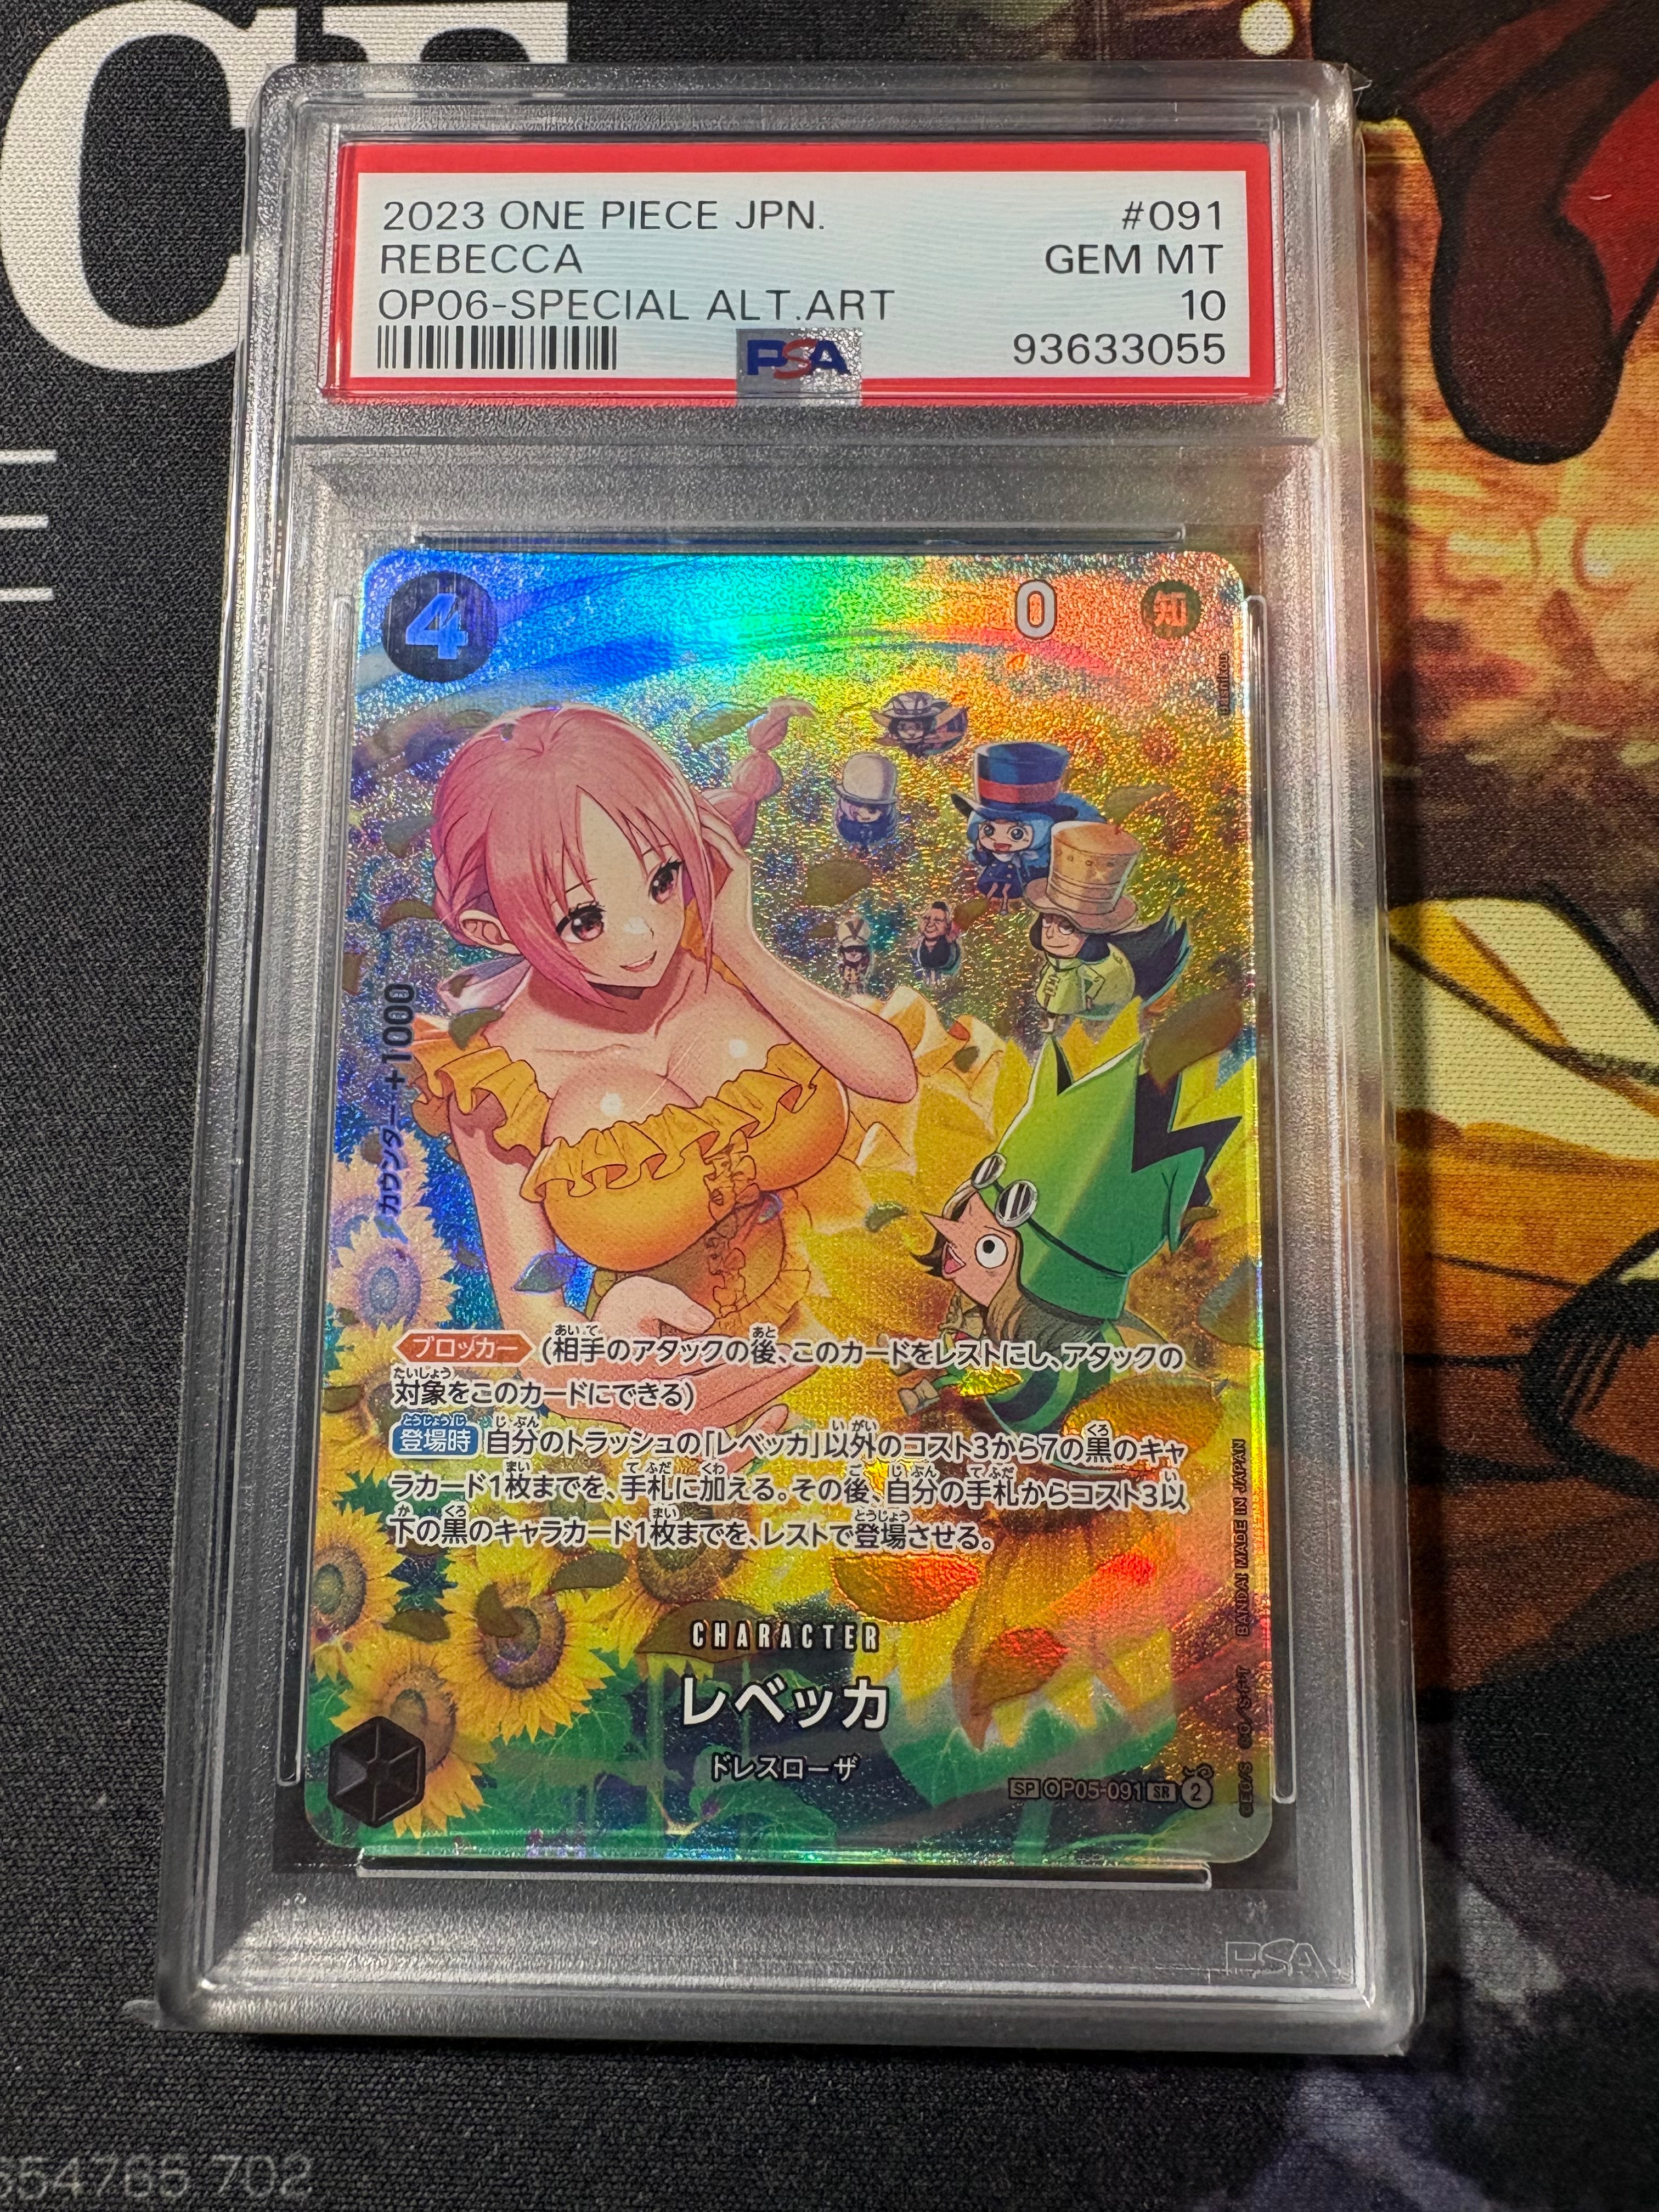 CE
2023 ONE PIECE JPN. #091
REBECCA GEM MT
OP06-SPECIAL ALT.ART 10
PSA 93633055
4 0 知
カウンター+1000
ブロッカー (相手のアタックの後、このカードをレストにし、アタックの
対象をこのカードにできる)
登場時 自分のトラッシュの「レベッカ」以外のコスト3から7の黒のキャ
ラカード1枚までを、手札に加える。その後、自分の手札からコスト3以
下の黒のキャラカード1枚までを、レストで登場させる。
CHARACTER
レベッカ
ドレスローザ
SP OP05-091 SR 2
BANDAI MADE IN JAPAN
PSA
702